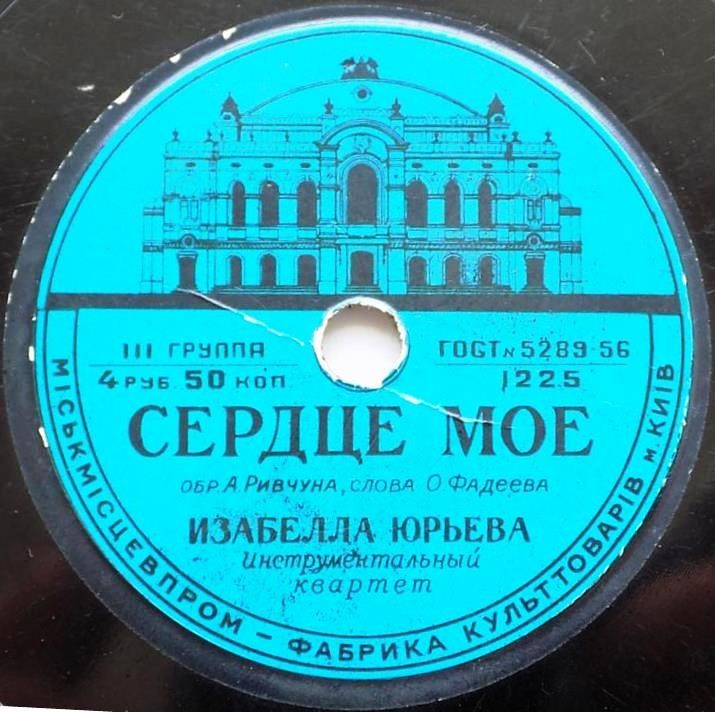 III ГРУППА
4 РУБ. 50 КОП
ГОСТ № 5289-56
1225
СЕРДЦЕ МОЕ
ОБР. А. РИВЧУНА, СЛОВА О. ФАДЕЕВА
ИЗАБЕЛЛА ЮРЬЕВА
Инструментальный
квартет
МІСЬКМІСЦЕВПРОМ – ФАБРИКА КУЛЬТТОВАРІВ м. КИІВ